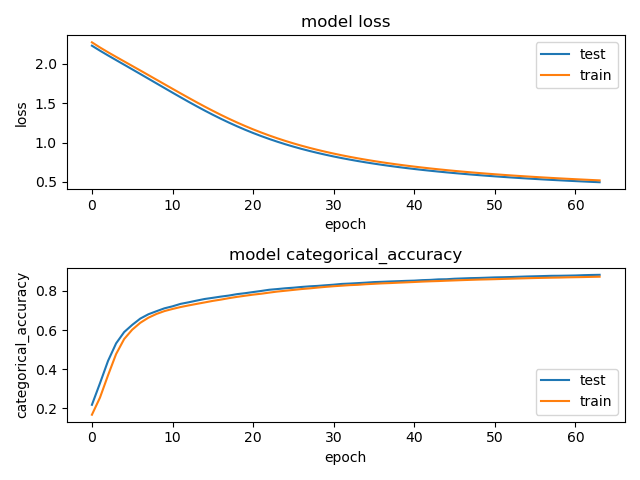 model loss
2.0
1.5
1.0
0.5
loss
test
train
0 10 20 30 40 50 60
epoch
model categorical_accuracy
0.8
0.6
0.4
0.2
categorical_accuracy
test
train
0 10 20 30 40 50 60
epoch